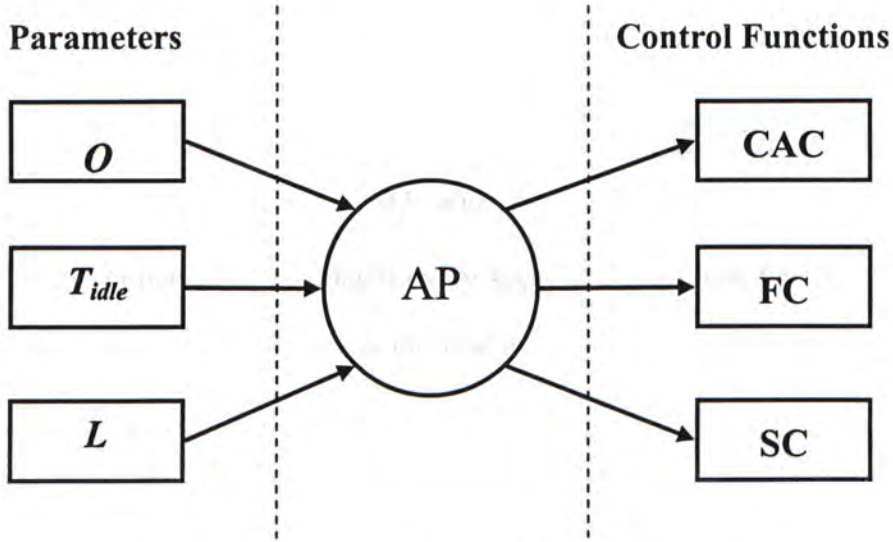 Parameters
Control Functions
O
T_idle
L
AP
CAC
FC
SC